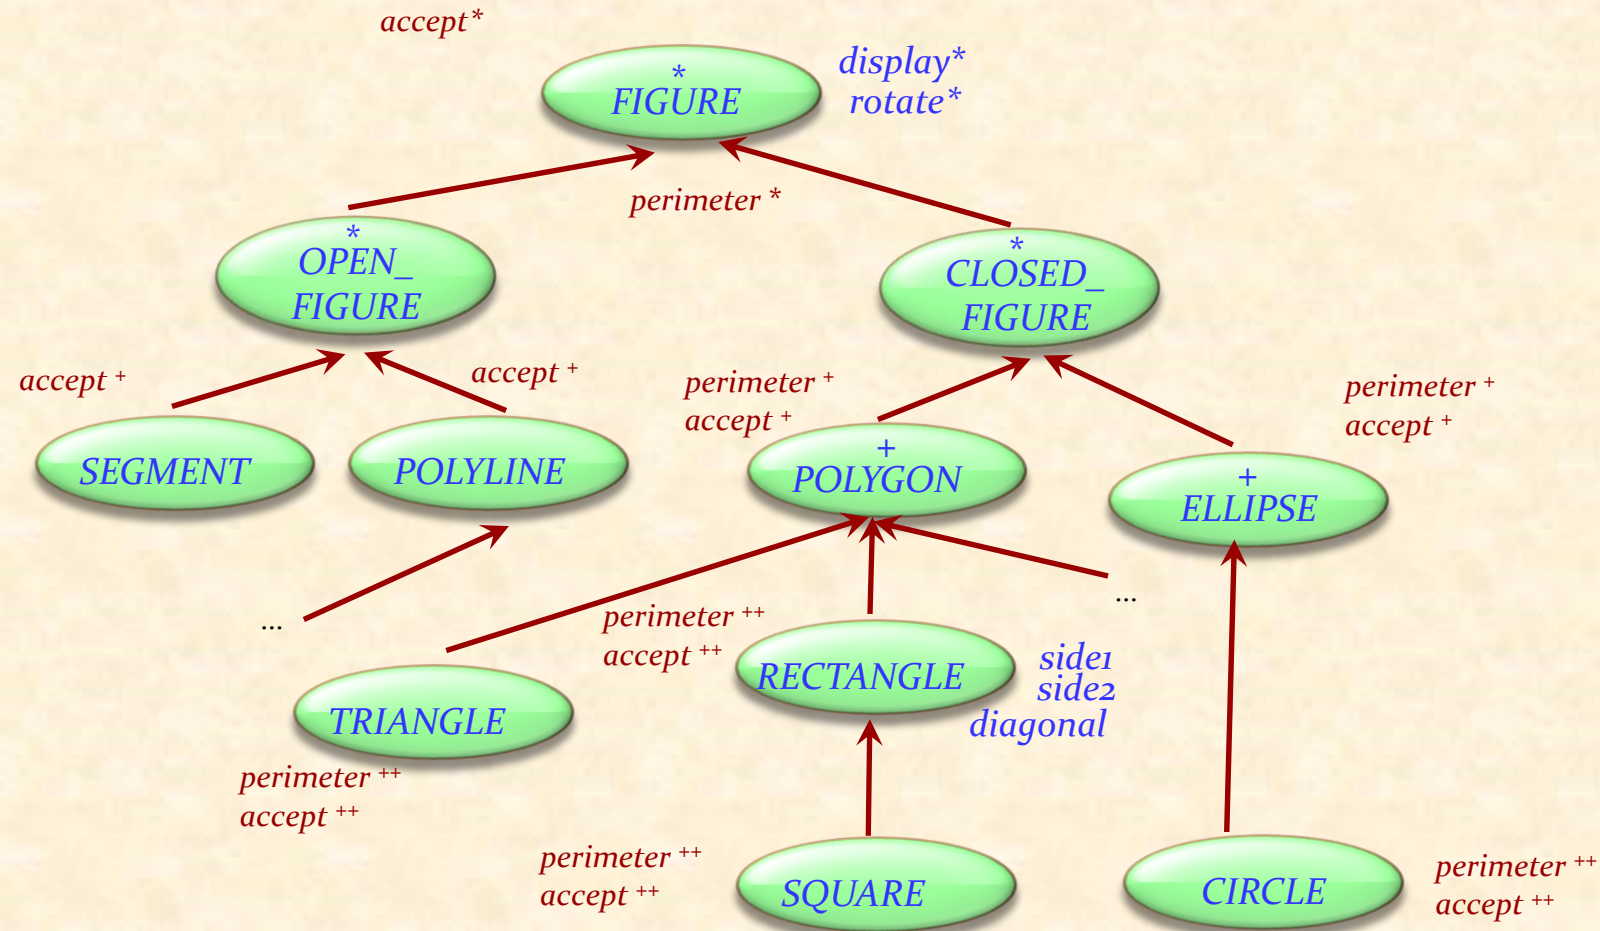 accept*
*
FIGURE
display*
rotate*
perimeter *
*
OPEN_
FIGURE
*
CLOSED_
FIGURE
accept +
accept +
perimeter +
accept +
perimeter +
accept +
SEGMENT
POLYLINE
+
POLYGON
+
ELLIPSE
...
...
perimeter ++
accept ++
RECTANGLE
side1
side2
diagonal
TRIANGLE
perimeter ++
accept ++
perimeter ++
accept ++
SQUARE
CIRCLE
perimeter ++
accept ++